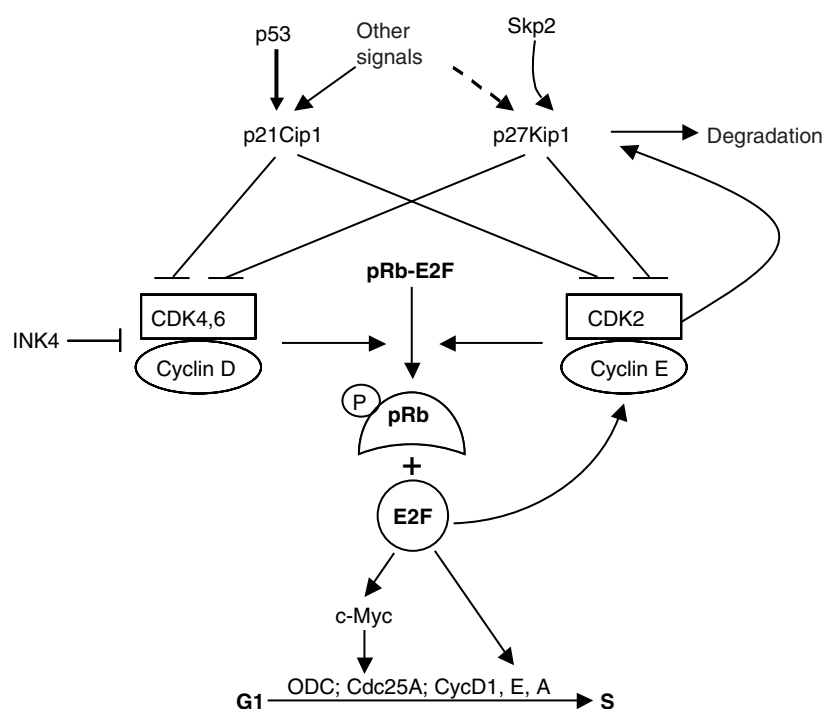 p53
Other
signals
Skp2
p21Cip1
p27Kip1
Degradation
pRb-E2F
INK4
CDK4,6
Cyclin D
CDK2
Cyclin E
P
pRb
+
E2F
c-Myc
ODC; Cdc25A; CycD1, E, A
G1
S